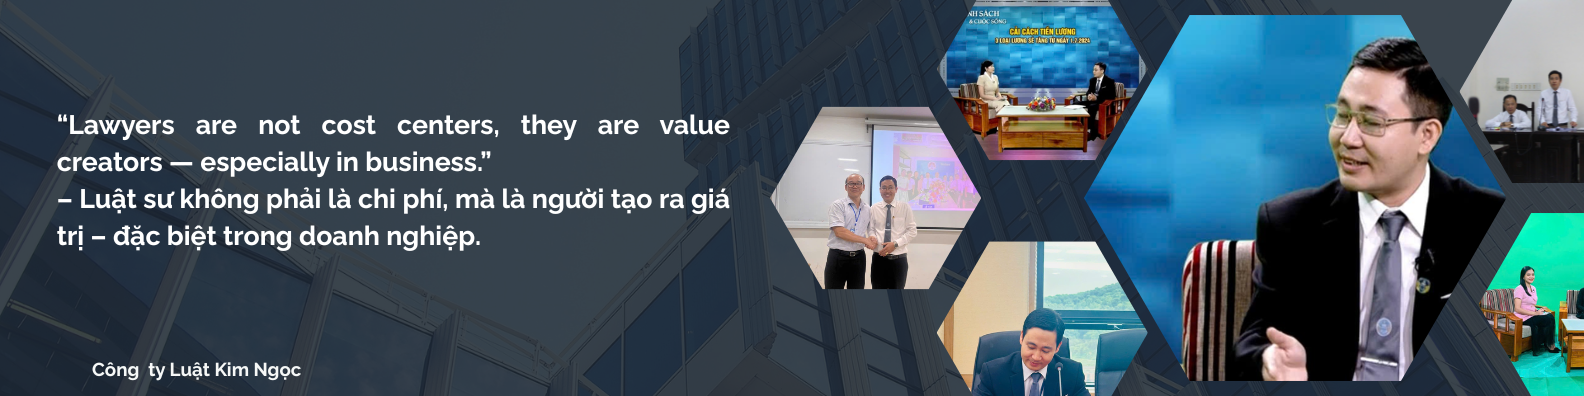 “Lawyers are not cost centers, they are value
creators — especially in business.”
– Luật sư không phải là chi phí, mà là người tạo ra giá
trị – đặc biệt trong doanh nghiệp.
Công ty Luật Kim Ngọc
NH SÁCH
& CUỘC SỐNG
CẢI CÁCH TIỀN LƯƠNG
3 LOẠI LƯƠNG SẼ TĂNG TỪ NGÀY 1.7.2024